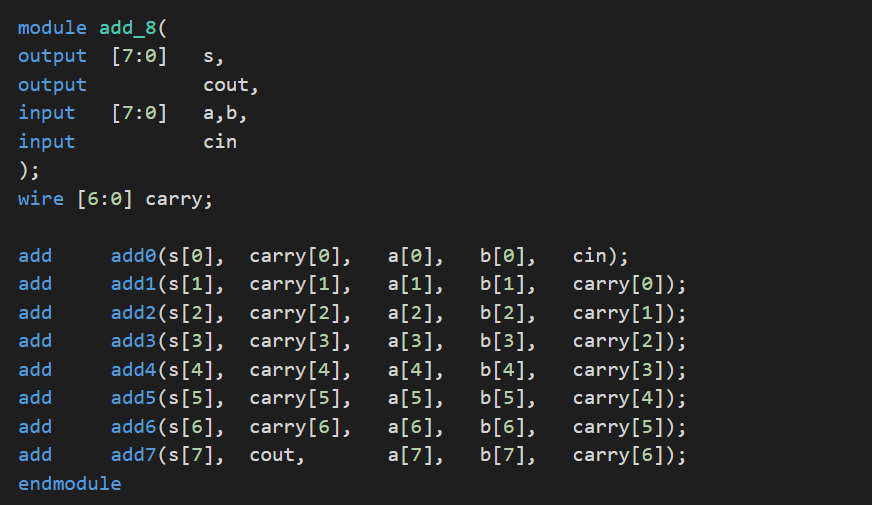 module add_8(
output  [7:0]   s,
output          cout,
input   [7:0]   a,b,
input           cin
);
wire [6:0] carry;

add     add0(s[0],  carry[0],   a[0],   b[0],   cin);
add     add1(s[1],  carry[1],   a[1],   b[1],   carry[0]);
add     add2(s[2],  carry[2],   a[2],   b[2],   carry[1]);
add     add3(s[3],  carry[3],   a[3],   b[3],   carry[2]);
add     add4(s[4],  carry[4],   a[4],   b[4],   carry[3]);
add     add5(s[5],  carry[5],   a[5],   b[5],   carry[4]);
add     add6(s[6],  carry[6],   a[6],   b[6],   carry[5]);
add     add7(s[7],  cout,       a[7],   b[7],   carry[6]);
endmodule